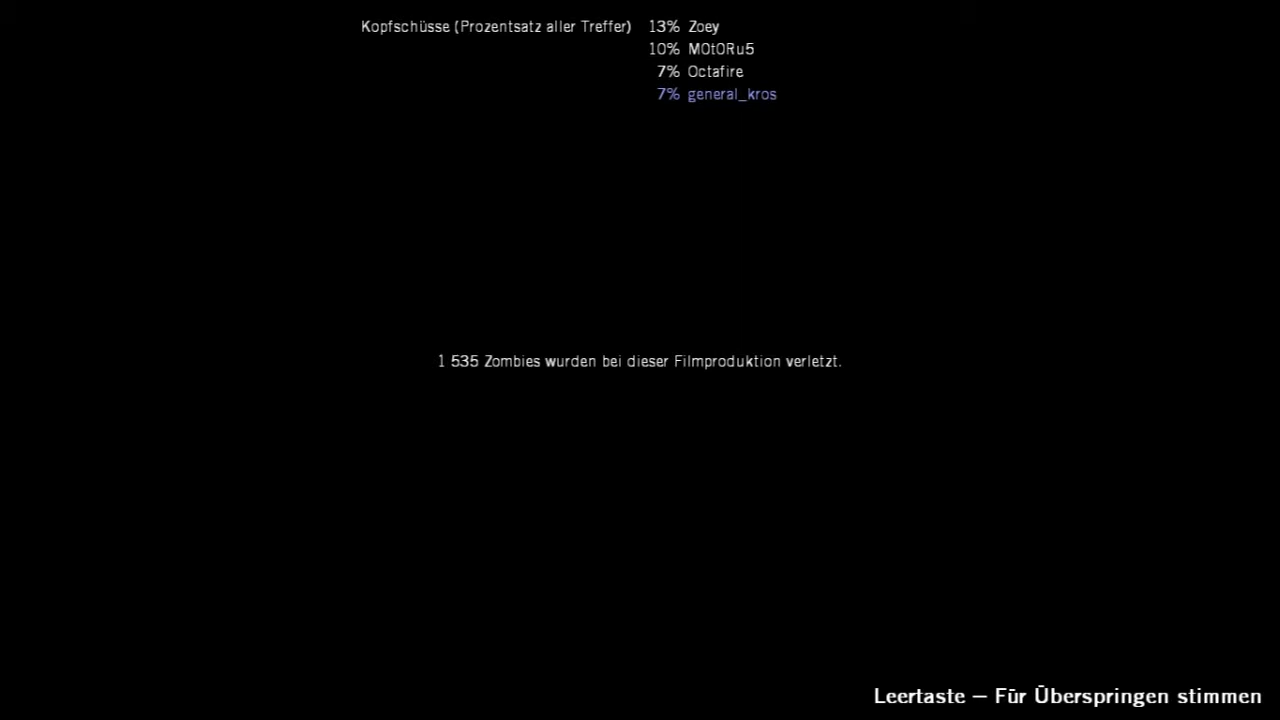 Kopfschüsse (Prozentsatz aller Treffer) 13% Zoey
10% M0t0Ru5
7% Octafire
7% general_kros
1 535 Zombies wurden bei dieser Filmproduktion verletzt.
Leertaste – Für Überspringen stimmen